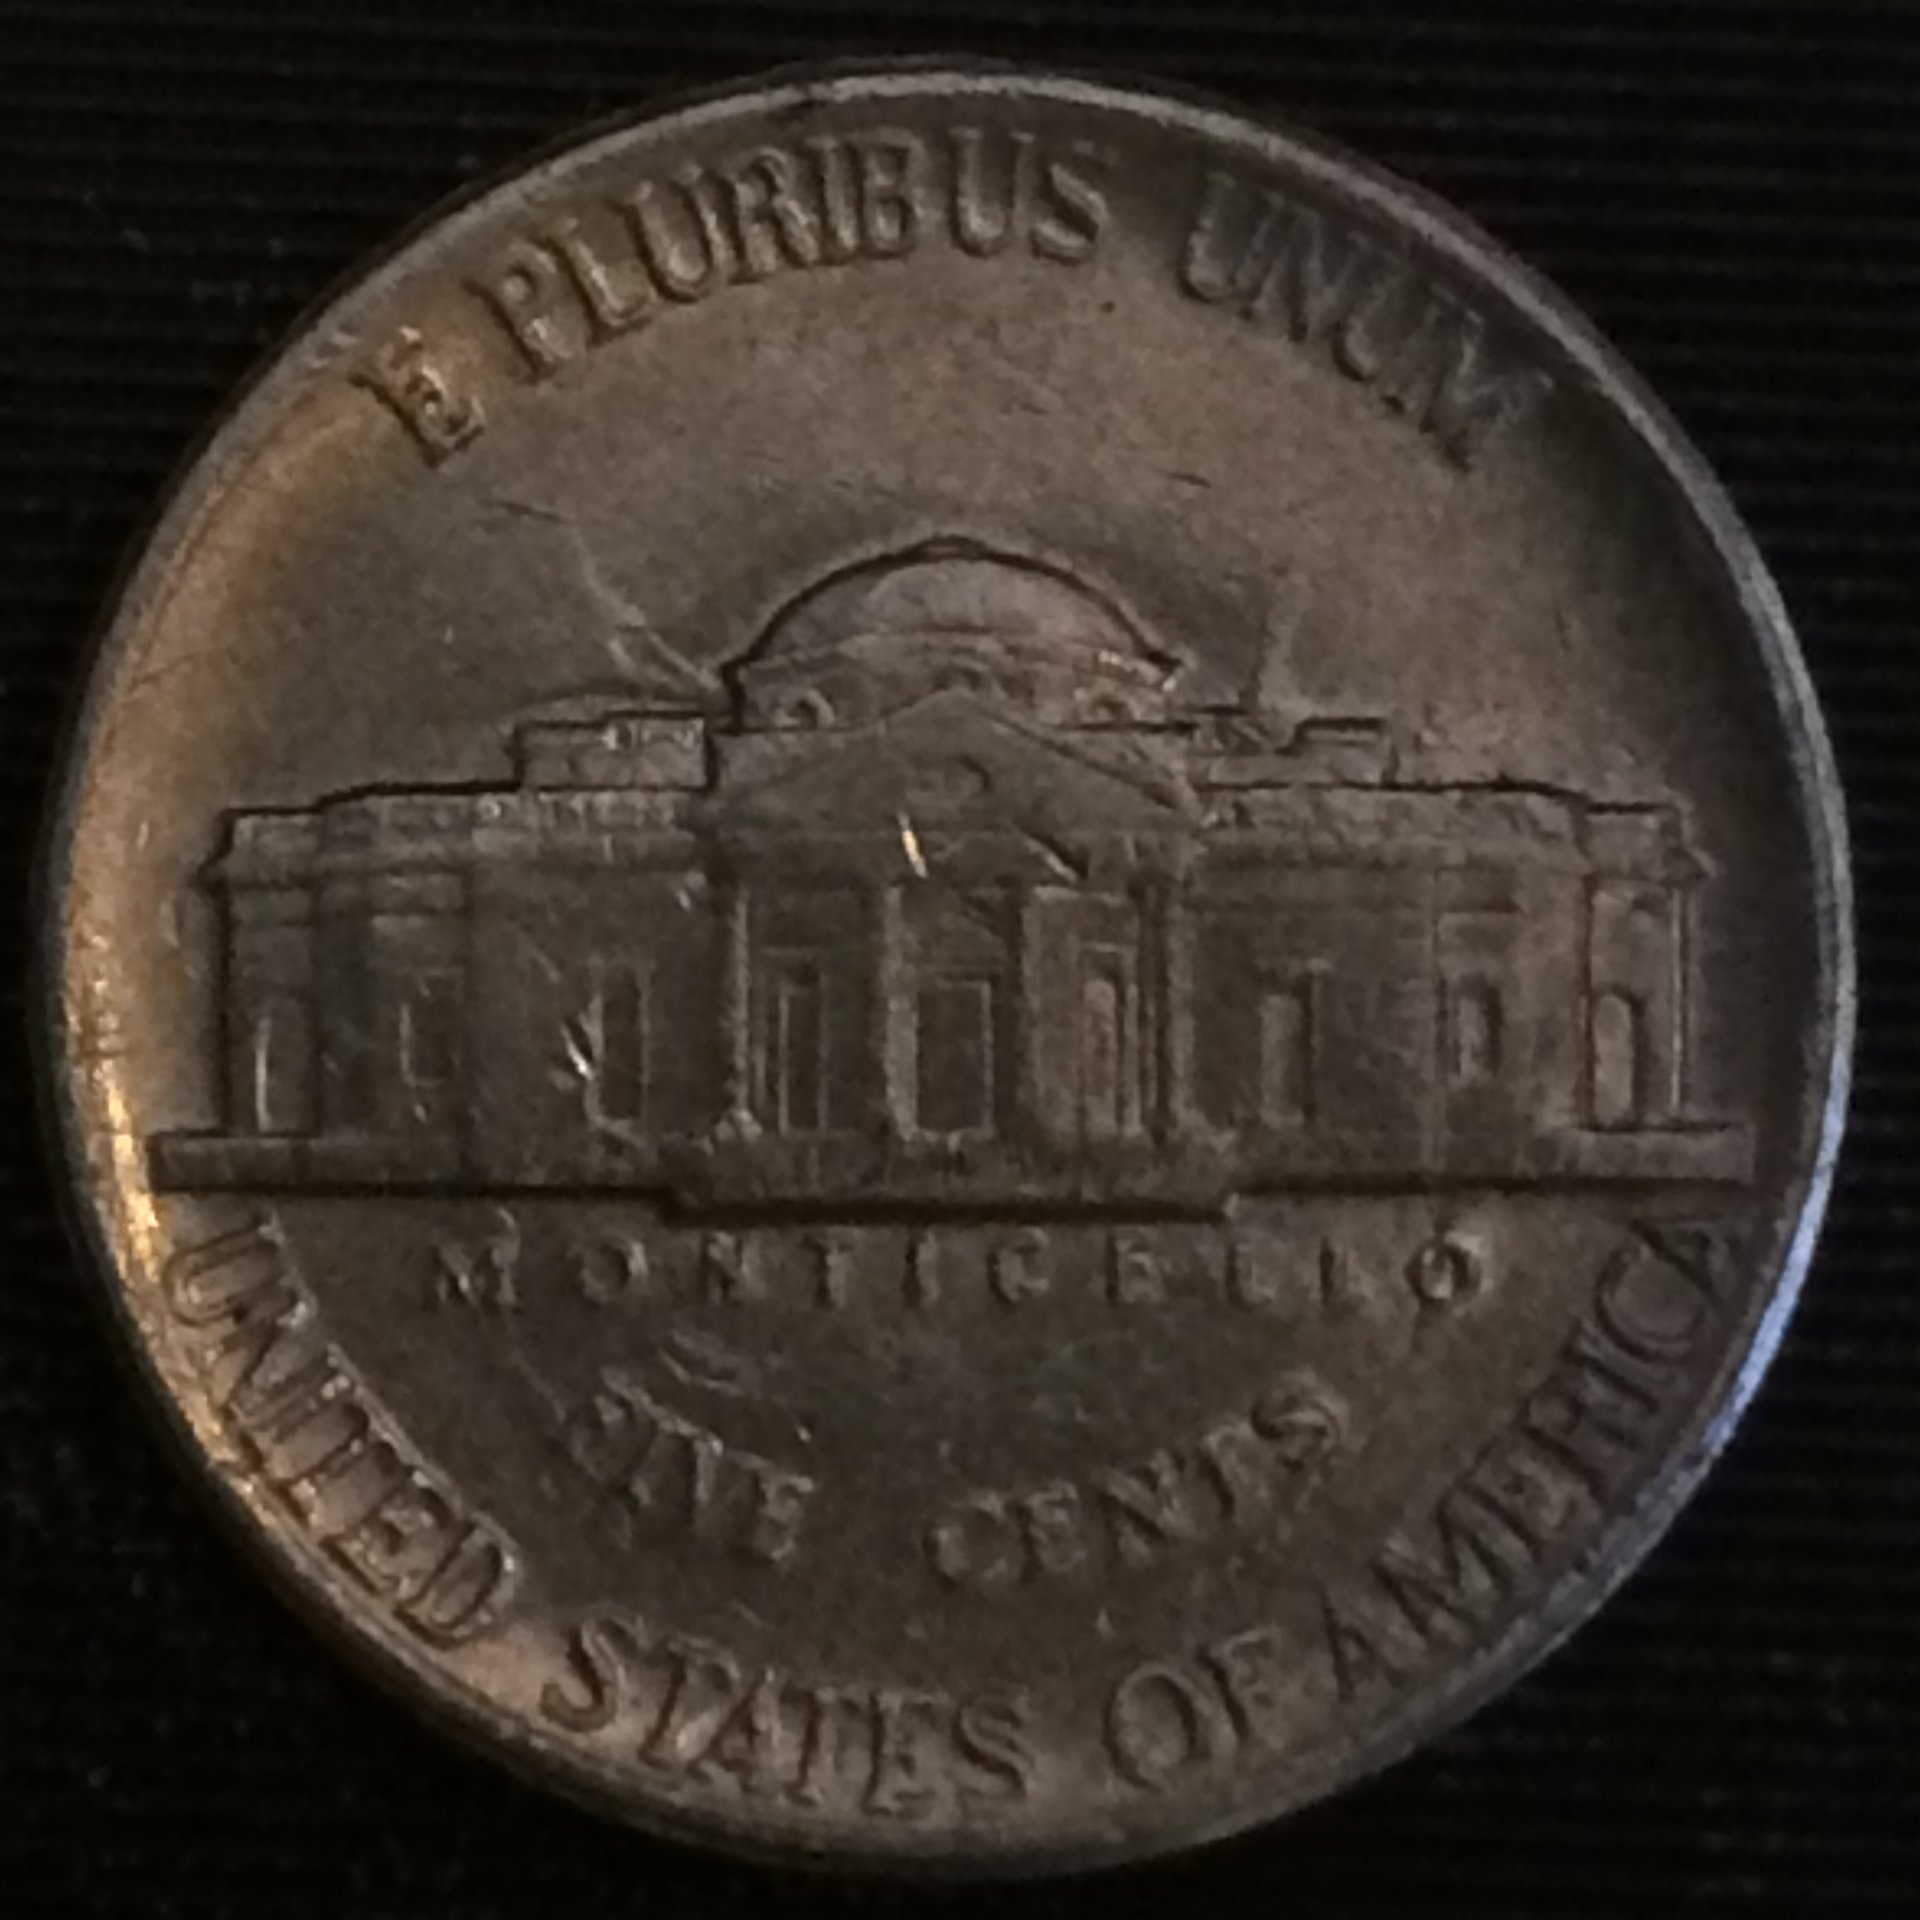 E PLURIBUS UNUM
MONTICELLO
FIVE CENTS
UNITED STATES OF AMERICA